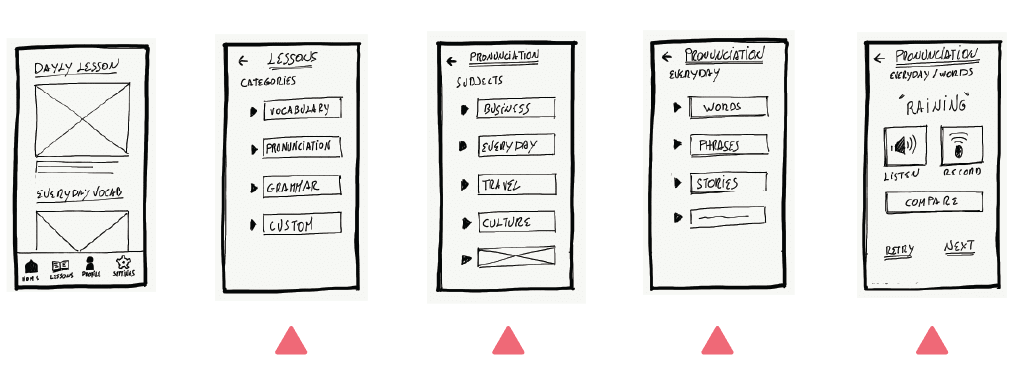 DAYLY LESSON
EVERYDAY VOCAB
HOME LESSONS PROFILE SETTINGS
LESSONS
CATEGORIES
VOCABULARY
PRONUNCIATION
GRAMMAR
CUSTOM
PRONUNCIATION
SUBJECTS
BUSINESS
EVERYDAY
TRAVEL
CULTURE
PRONUNCIATION
EVERYDAY
WORDS
PHRASES
STORIES
PRONUNCIATION
EVERYDAY/WORDS
"RAINING"
LISTEN RECORD
COMPARE
RETRY NEXT